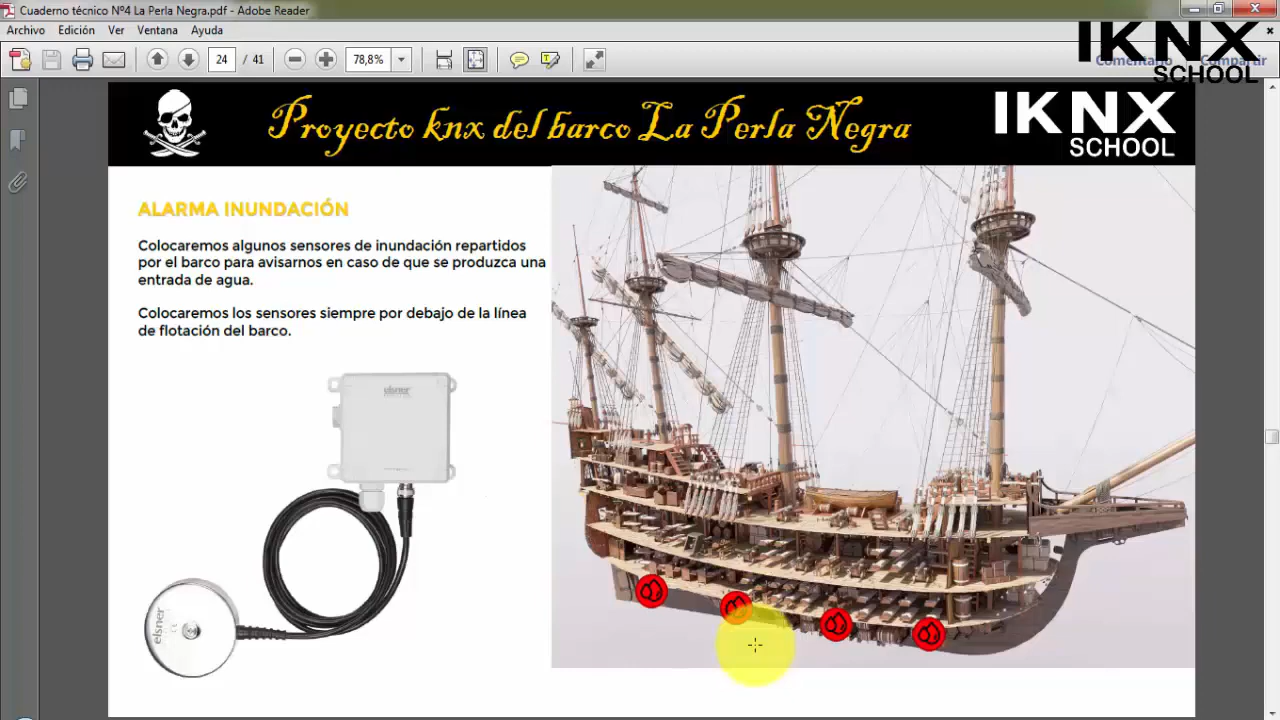 Cuaderno técnico Nº4 La Perla Negra.pdf - Adobe Reader
Archivo Edición Ver Ventana Ayuda
24 / 41 78,8%
Comentario Compartir
IKNX
SCHOOL
Proyecto knx del barco La Perla Negra
IKNX
SCHOOL
ALARMA INUNDACIÓN
Colocaremos algunos sensores de inundación repartidos
por el barco para avisarnos en caso de que se produzca una
entrada de agua.
Colocaremos los sensores siempre por debajo de la línea
de flotación del barco.
elsner
elsner